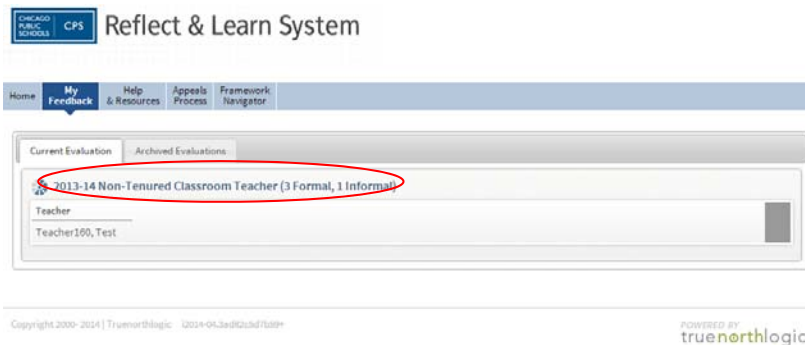 CHICAGO PUBLIC SCHOOLS CPS Reflect & Learn System
Home My Feedback Help & Resources Appeals Process Framework Navigator
Current Evaluation Archived Evaluations
2013-14 Non-Tenured Classroom Teacher (3 Formal, 1 Informal)
Teacher
Teacher160, Test
Copyright 2000- 2014 | Truenorthlogic
POWERED BY
truenorthlogic